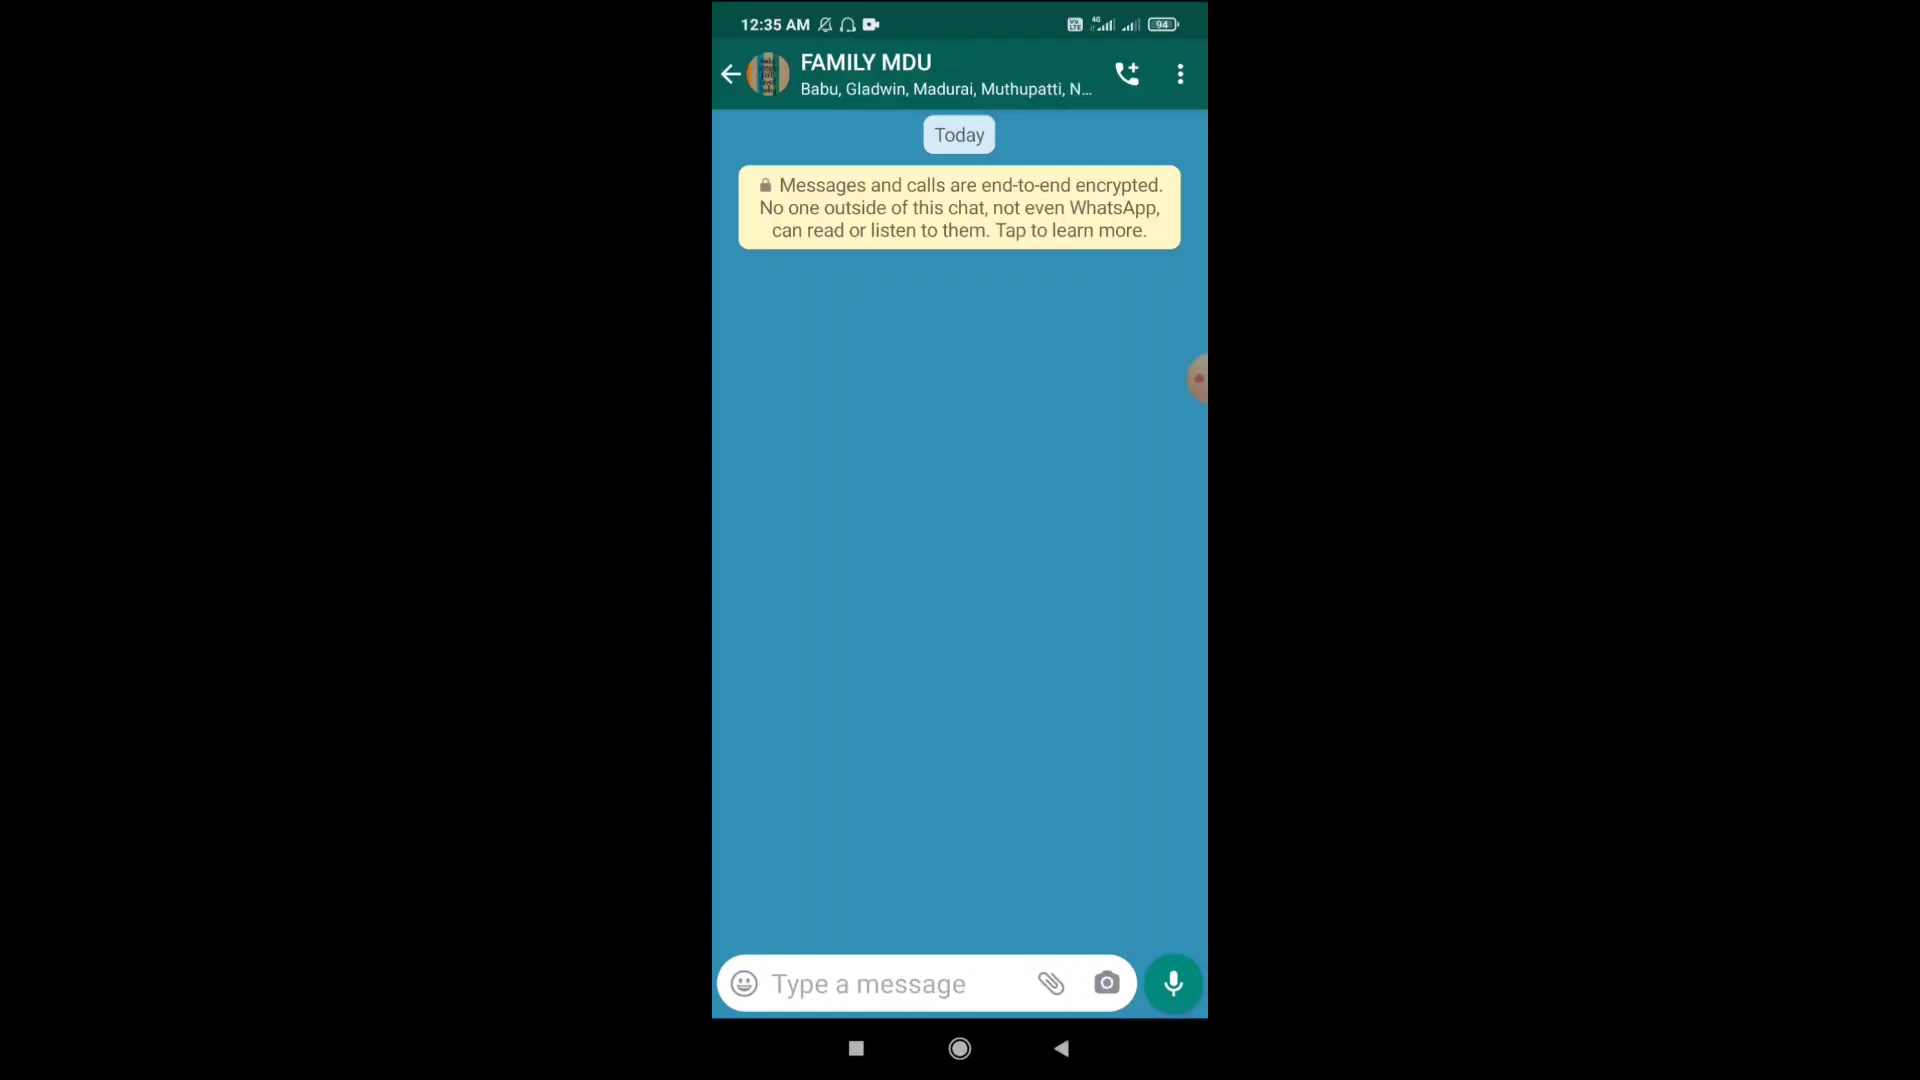 12:35 AM
4G
94
FAMILY MDU
Babu, Gladwin, Madurai, Muthupatti, N...
Today
Messages and calls are end-to-end encrypted.
No one outside of this chat, not even WhatsApp,
can read or listen to them. Tap to learn more.
Type a message